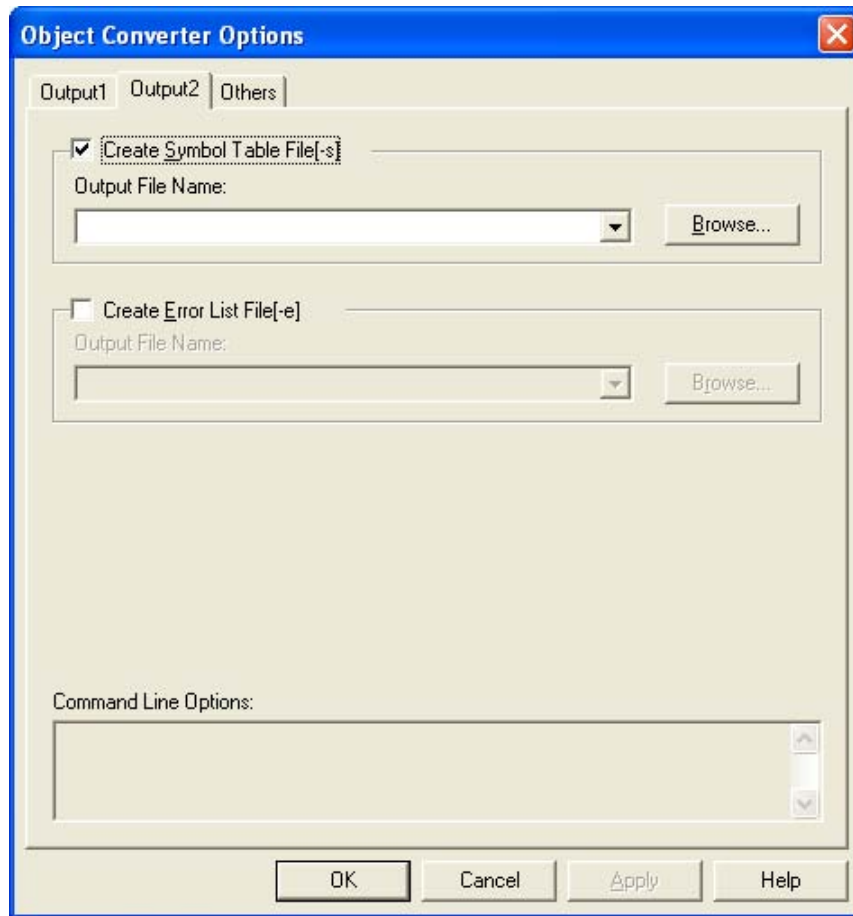 Object Converter Options
Output1 Output2 Others
Create Symbol Table File[-s]
Output File Name:
Browse...
Create Error List File[-e]
Output File Name:
Browse...
Command Line Options:
OK Cancel Apply Help